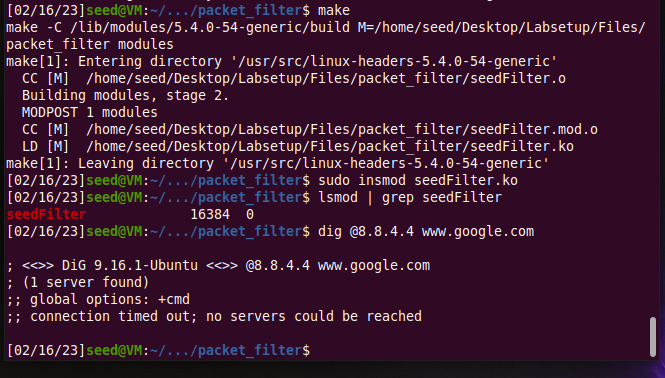 [02/16/23]seed@VM:~/.../packet_filter$ make
make -C /lib/modules/5.4.0-54-generic/build M=/home/seed/Desktop/Labsetup/Files/
packet_filter modules
make[1]: Entering directory '/usr/src/linux-headers-5.4.0-54-generic'
  CC [M]  /home/seed/Desktop/Labsetup/Files/packet_filter/seedFilter.o
  Building modules, stage 2.
  MODPOST 1 modules
  CC [M]  /home/seed/Desktop/Labsetup/Files/packet_filter/seedFilter.mod.o
  LD [M]  /home/seed/Desktop/Labsetup/Files/packet_filter/seedFilter.ko
make[1]: Leaving directory '/usr/src/linux-headers-5.4.0-54-generic'
[02/16/23]seed@VM:~/.../packet_filter$ sudo insmod seedFilter.ko
[02/16/23]seed@VM:~/.../packet_filter$ lsmod | grep seedFilter
seedFilter             16384  0
[02/16/23]seed@VM:~/.../packet_filter$ dig @8.8.4.4 www.google.com

; <<>> DiG 9.16.1-Ubuntu <<>> @8.8.4.4 www.google.com
; (1 server found)
;; global options: +cmd
;; connection timed out; no servers could be reached

[02/16/23]seed@VM:~/.../packet_filter$